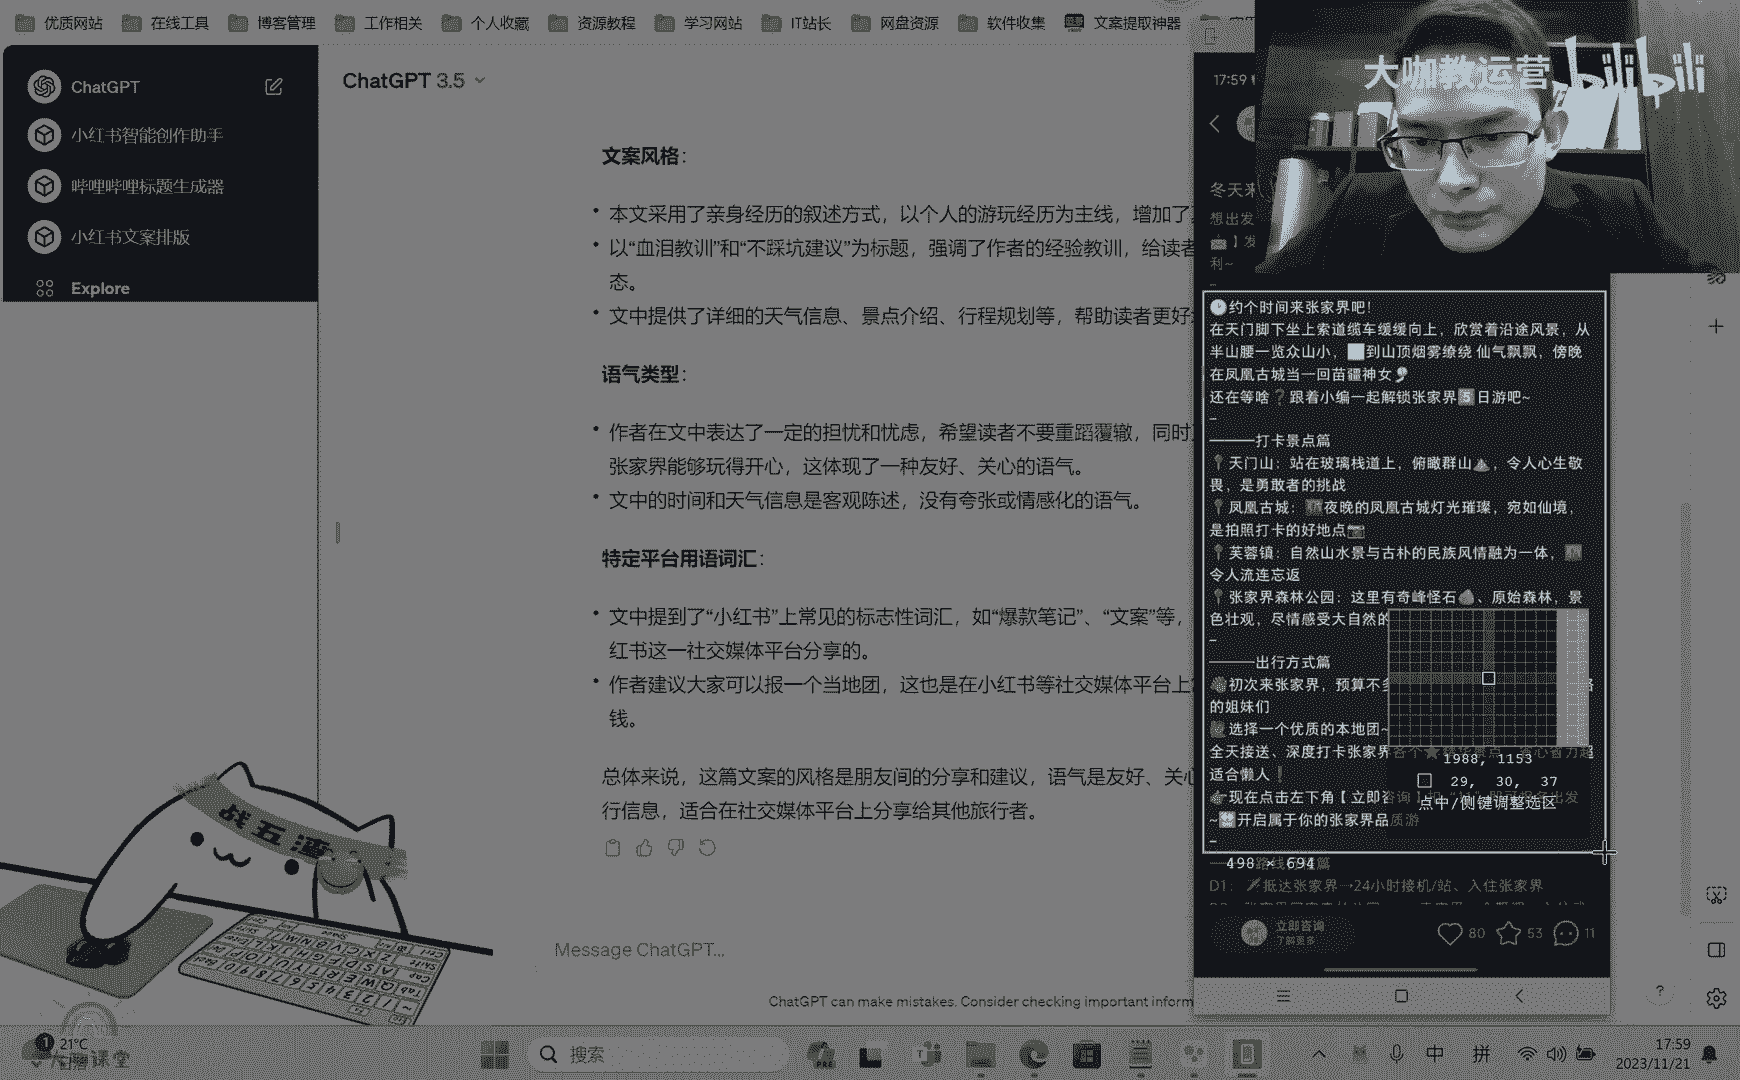 优质网站
在线工具
博客管理
工作相关
个人收藏
资源教程
学习网站
IT站长
网盘资源
软件收集
文案提取神器
大咖教运营
bilibili
ChatGPT
小红书智能创作助手
哔哩哔哩标题生成器
小红书文案排版
Explore
ChatGPT 3.5
文案风格：
本文采用了亲身经历的叙述方式，以个人的游玩经历为主线，增加了
以“血泪教训”和“不踩坑建议”为标题，强调了作者的经验教训，给读者
态。
文中提供了详细的天气信息、景点介绍、行程规划等，帮助读者更好
语气类型：
作者在文中表达了一定的担忧和忧虑，希望读者不要重蹈覆辙，同时
张家界能够玩得开心，这体现了一种友好、关心的语气。
文中的时间和天气信息是客观陈述，没有夸张或情感化的语气。
特定平台用语词汇：
文中提到了“小红书”上常见的标志性词汇，如“爆款笔记”、“文案”等，
红书这一社交媒体平台分享的。
作者建议大家可以报一个当地团，这也是在小红书等社交媒体平台上
钱。
总体来说，这篇文案的风格是朋友间的分享和建议，语气是友好、关心
行信息，适合在社交媒体平台上分享给其他旅行者。
Message ChatGPT...
ChatGPT can make mistakes. Consider checking important inform
17:59
冬天来
想出发
】发
利~
–
🕒约个时间来张家界吧！
在天门脚下坐上索道缆车缓缓向上，欣赏着沿途风景，从
半山腰一览众山小，到山顶烟雾缭绕 仙气飘飘，傍晚
在凤凰古城当一回苗疆神女
还在等啥❔跟着小编一起解锁张家界5️⃣日游吧~
–
———打卡景点篇
📍天门山：站在玻璃栈道上，俯瞰群山⛰，令人心生敬
畏，是勇敢者的挑战
📍凤凰古城：夜晚的凤凰古城灯光璀璨，宛如仙境，
是拍照打卡的好地点📷
📍芙蓉镇：自然山水景与古朴的民族风情融为一体，
令人流连忘返
📍张家界森林公园：这里有奇峰怪石、原始森林，景
色壮观，尽情感受大自然的
–
———出行方式篇
初次来张家界，预算不
的姐妹们
选择一个优质的本地团~
全天接送、深度打卡张家界各个
超
适合懒人❗
现在点击左下角【立即咨询】
出发
~开启属于你的张家界品质游
–
1988, 1153
29, 30, 37
点中/侧键调整选区
498 × 694
路线
篇
D1：抵达张家界→24小时接机/站、入住张家界
立即咨询
了解更多
80
53
11
战五渣
1
21°C
课堂
搜索
中
拼
17:59
2023/11/21